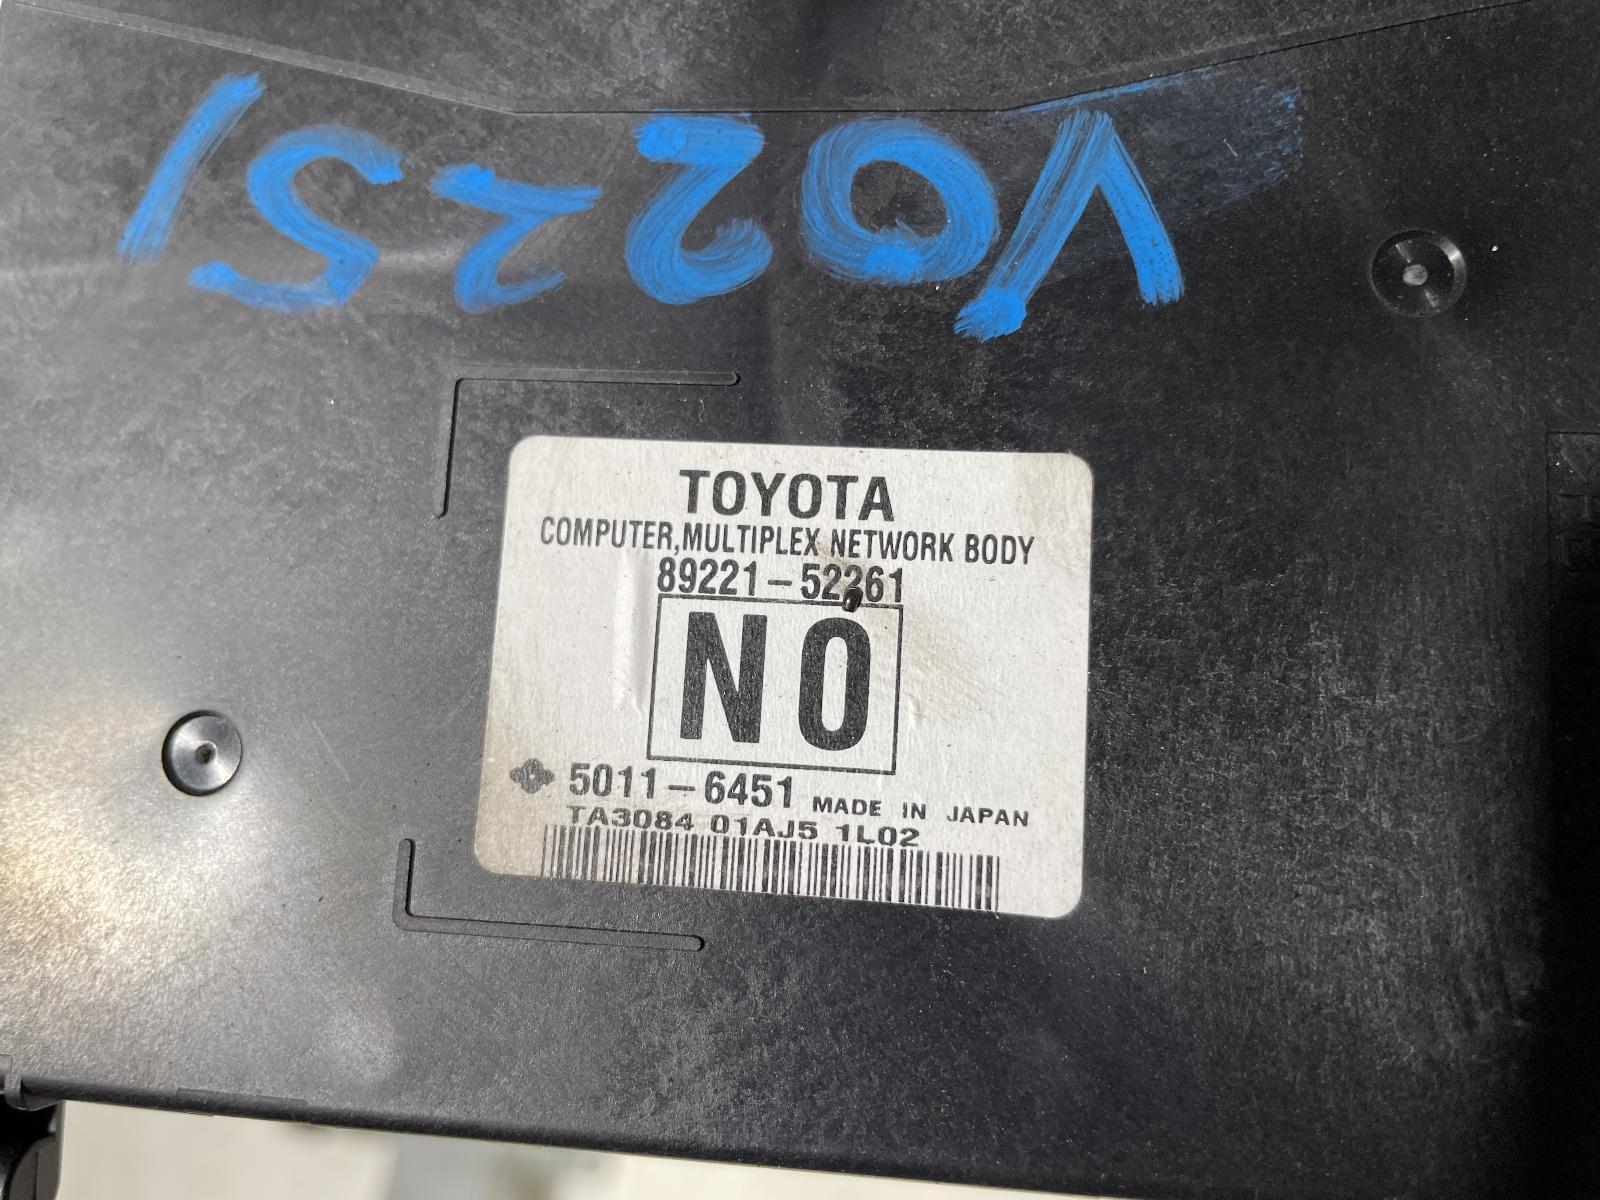 V02251
TOYOTA
COMPUTER,MULTIPLEX NETWORK BODY
89221-52261
NO
5011-6451 MADE IN JAPAN
TA3084 01AJ5 1L02